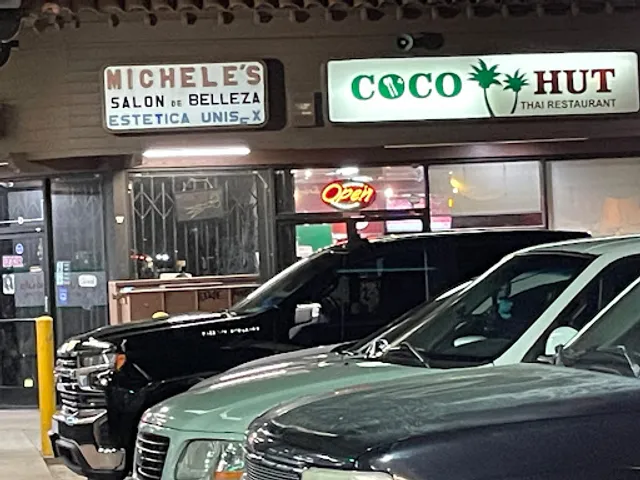 MICHELE'S
SALON DE BELLEZA
ESTETICA UNISEX
COCO HUT
THAI RESTAURANT
Open